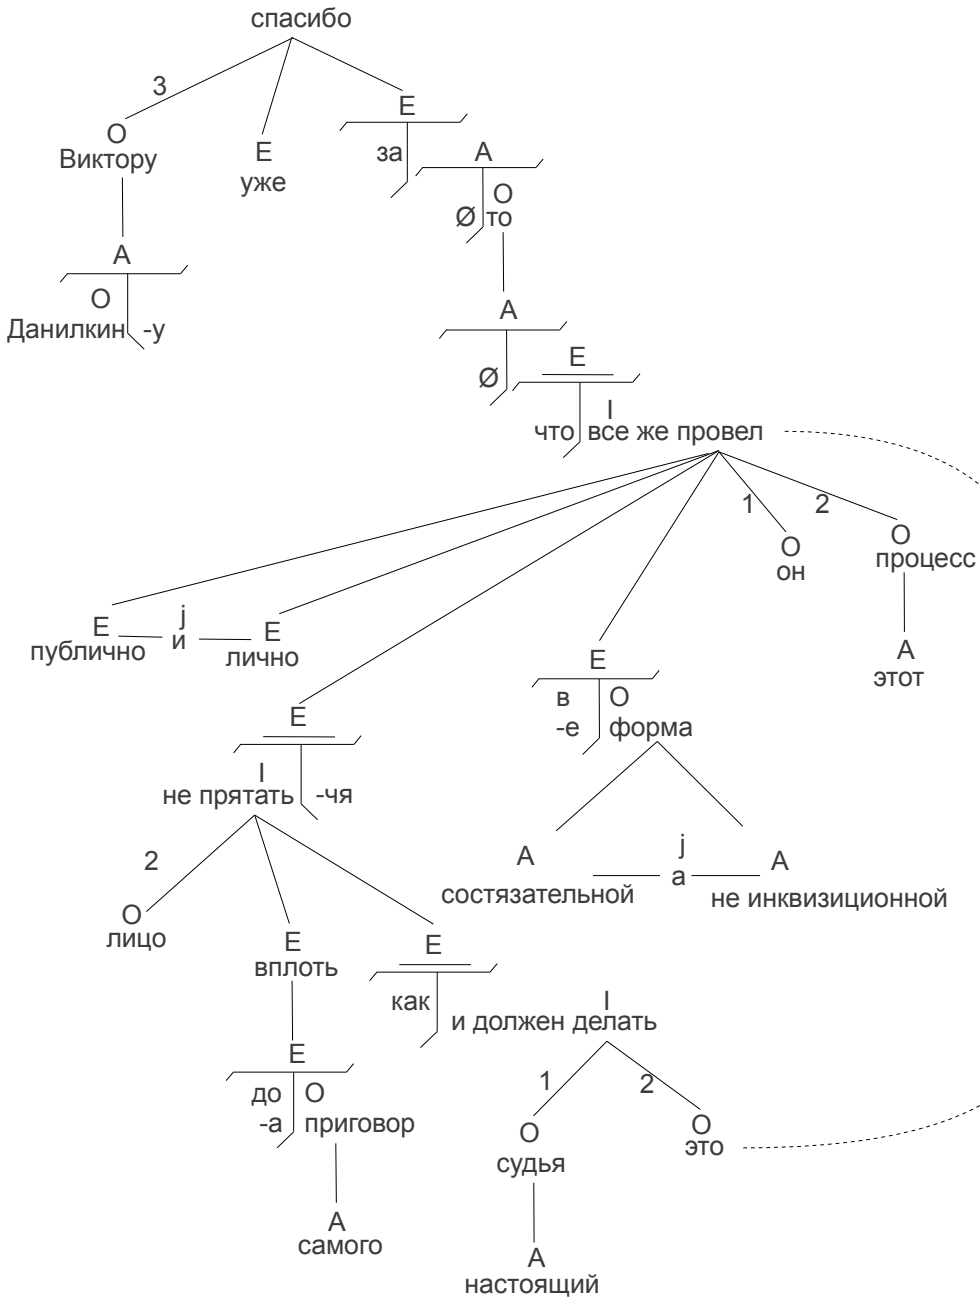 спасибо
3
E
O
Виктору
E
уже
за
A
O
Ø то
A
O
Данилкин -у
A
Ø
E
I
что все же провел
1
2
O
он
O
процесс
j
E и E
публично лично
E
A
этот
в O
-е форма
E
I
не прятать -чя
2
A j A
состязательной а не инквизиционной
O
лицо
E
вплоть
E
как
I
и должен делать
E
до O
-а приговор
1
2
O
судья
O
это
A
самого
A
настоящий